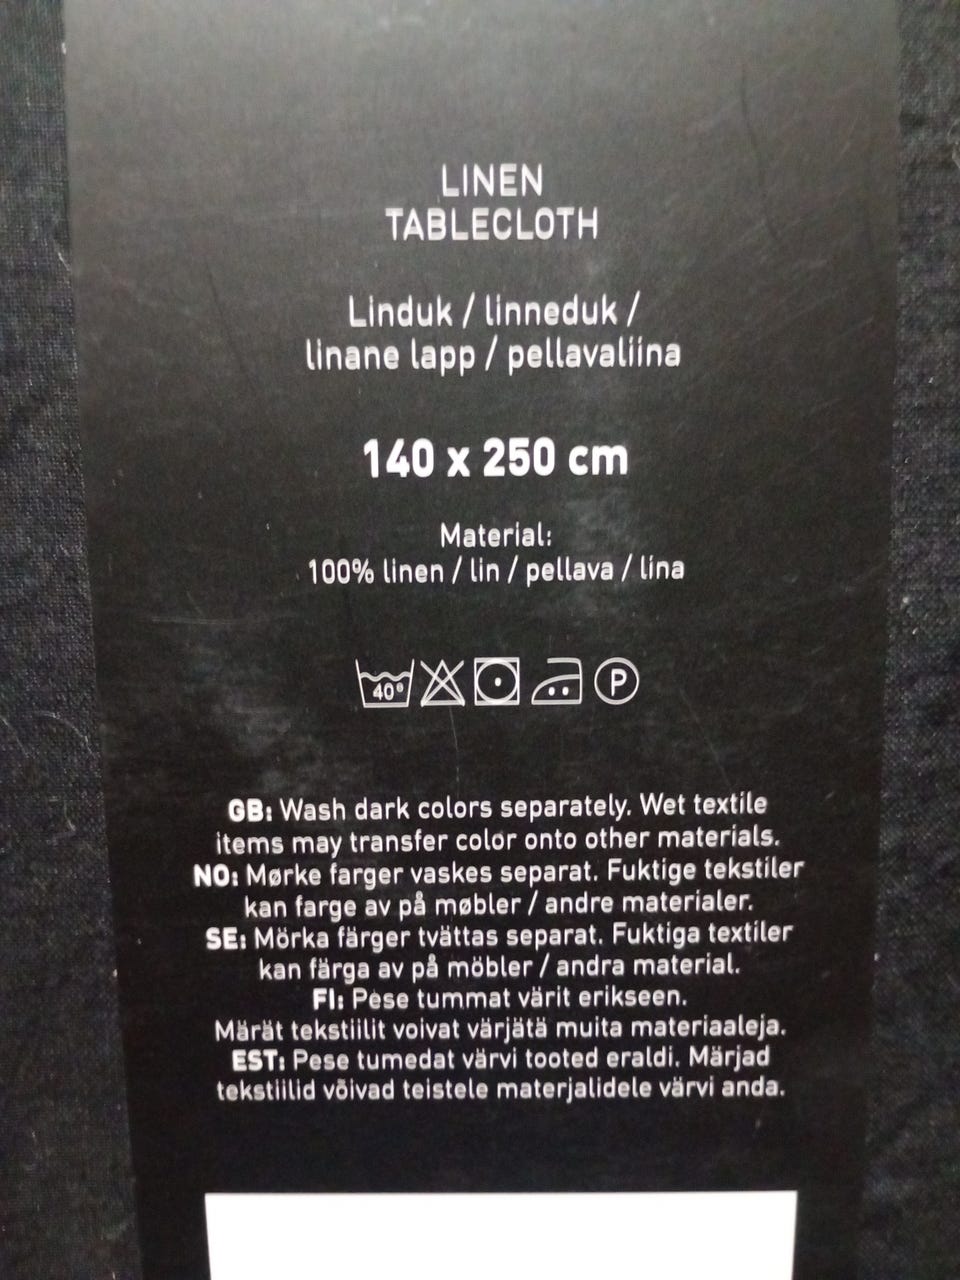 LINEN
TABLECLOTH
Linduk / linneduk /
linane lapp / pellavaliina
140 x 250 cm
Material:
100% linen / lin / pellava / lina
40° P
GB: Wash dark colors separately. Wet textile
items may transfer color onto other materials.
NO: Mørke farger vaskes separat. Fuktige tekstiler
kan farge av på møbler / andre materialer.
SE: Mörka färger tvättas separat. Fuktiga textiler
kan färga av på möbler / andra material.
FI: Pese tummat värit erikseen.
Märät tekstiilit voivat värjätä muita materiaaleja.
EST: Pese tumedat värvi tooted eraldi. Märjad
tekstiilid võivad teistele materjalidele värvi anda.